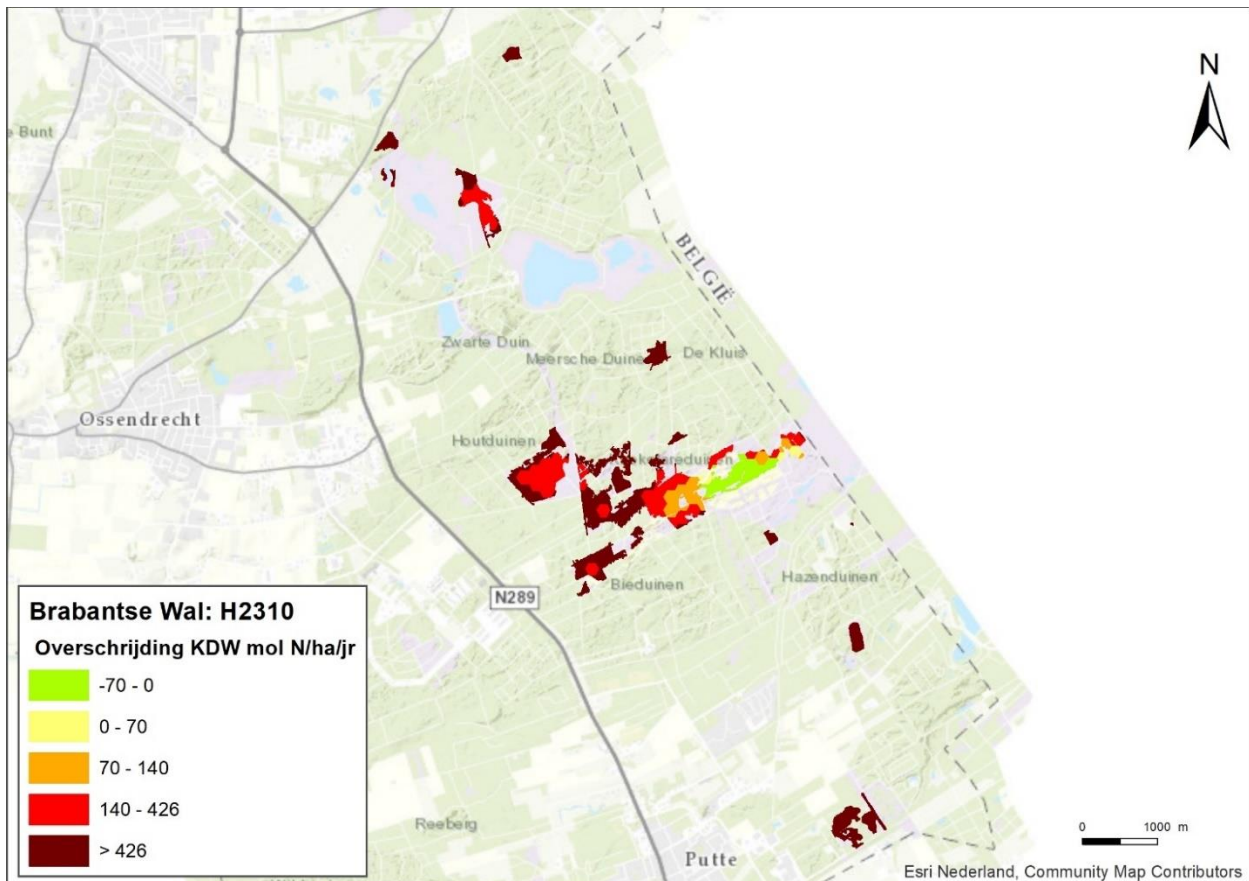 N
e Bunt
BELGIË
Zwarte Duin
Meersche Duine
De Kluis
Ossendrecht
Houtduinen
Hazenduinen
Bieduinen
N289
Brabantse Wal: H2310
Overschrijding KDW mol N/ha/jr
-70 - 0
0 - 70
70 - 140
140 - 426
> 426
Reeberg
Putte
0 1000 m
Esri Nederland, Community Map Contributors